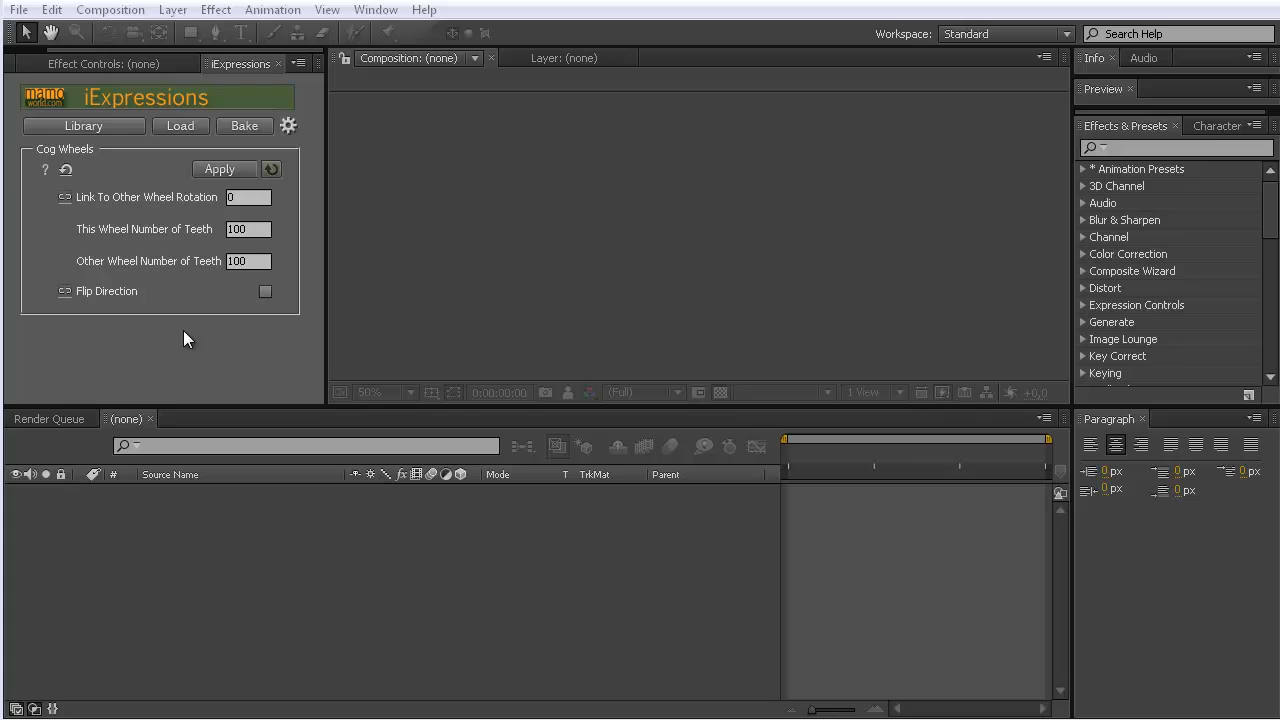 File Edit Composition Layer Effect Animation View Window Help
Workspace: Standard Search Help
Effect Controls: (none) iExpressions × Composition: (none) × Layer: (none) Info × Audio
mamo world.com iExpressions
Preview ×
Library Load Bake
Effects & Presets × Character
Cog Wheels
? Apply
Link To Other Wheel Rotation 0
This Wheel Number of Teeth 100
Other Wheel Number of Teeth 100
Flip Direction
* Animation Presets
3D Channel
Audio
Blur & Sharpen
Channel
Color Correction
Composite Wizard
Distort
Expression Controls
Generate
Image Lounge
Key Correct
Keying
50% 0:00:00:00 (Full) 1 View +0,0
Render Queue (none) × Paragraph ×
# Source Name fx Mode T TrkMat Parent
0 px 0 px 0 px
0 px 0 px